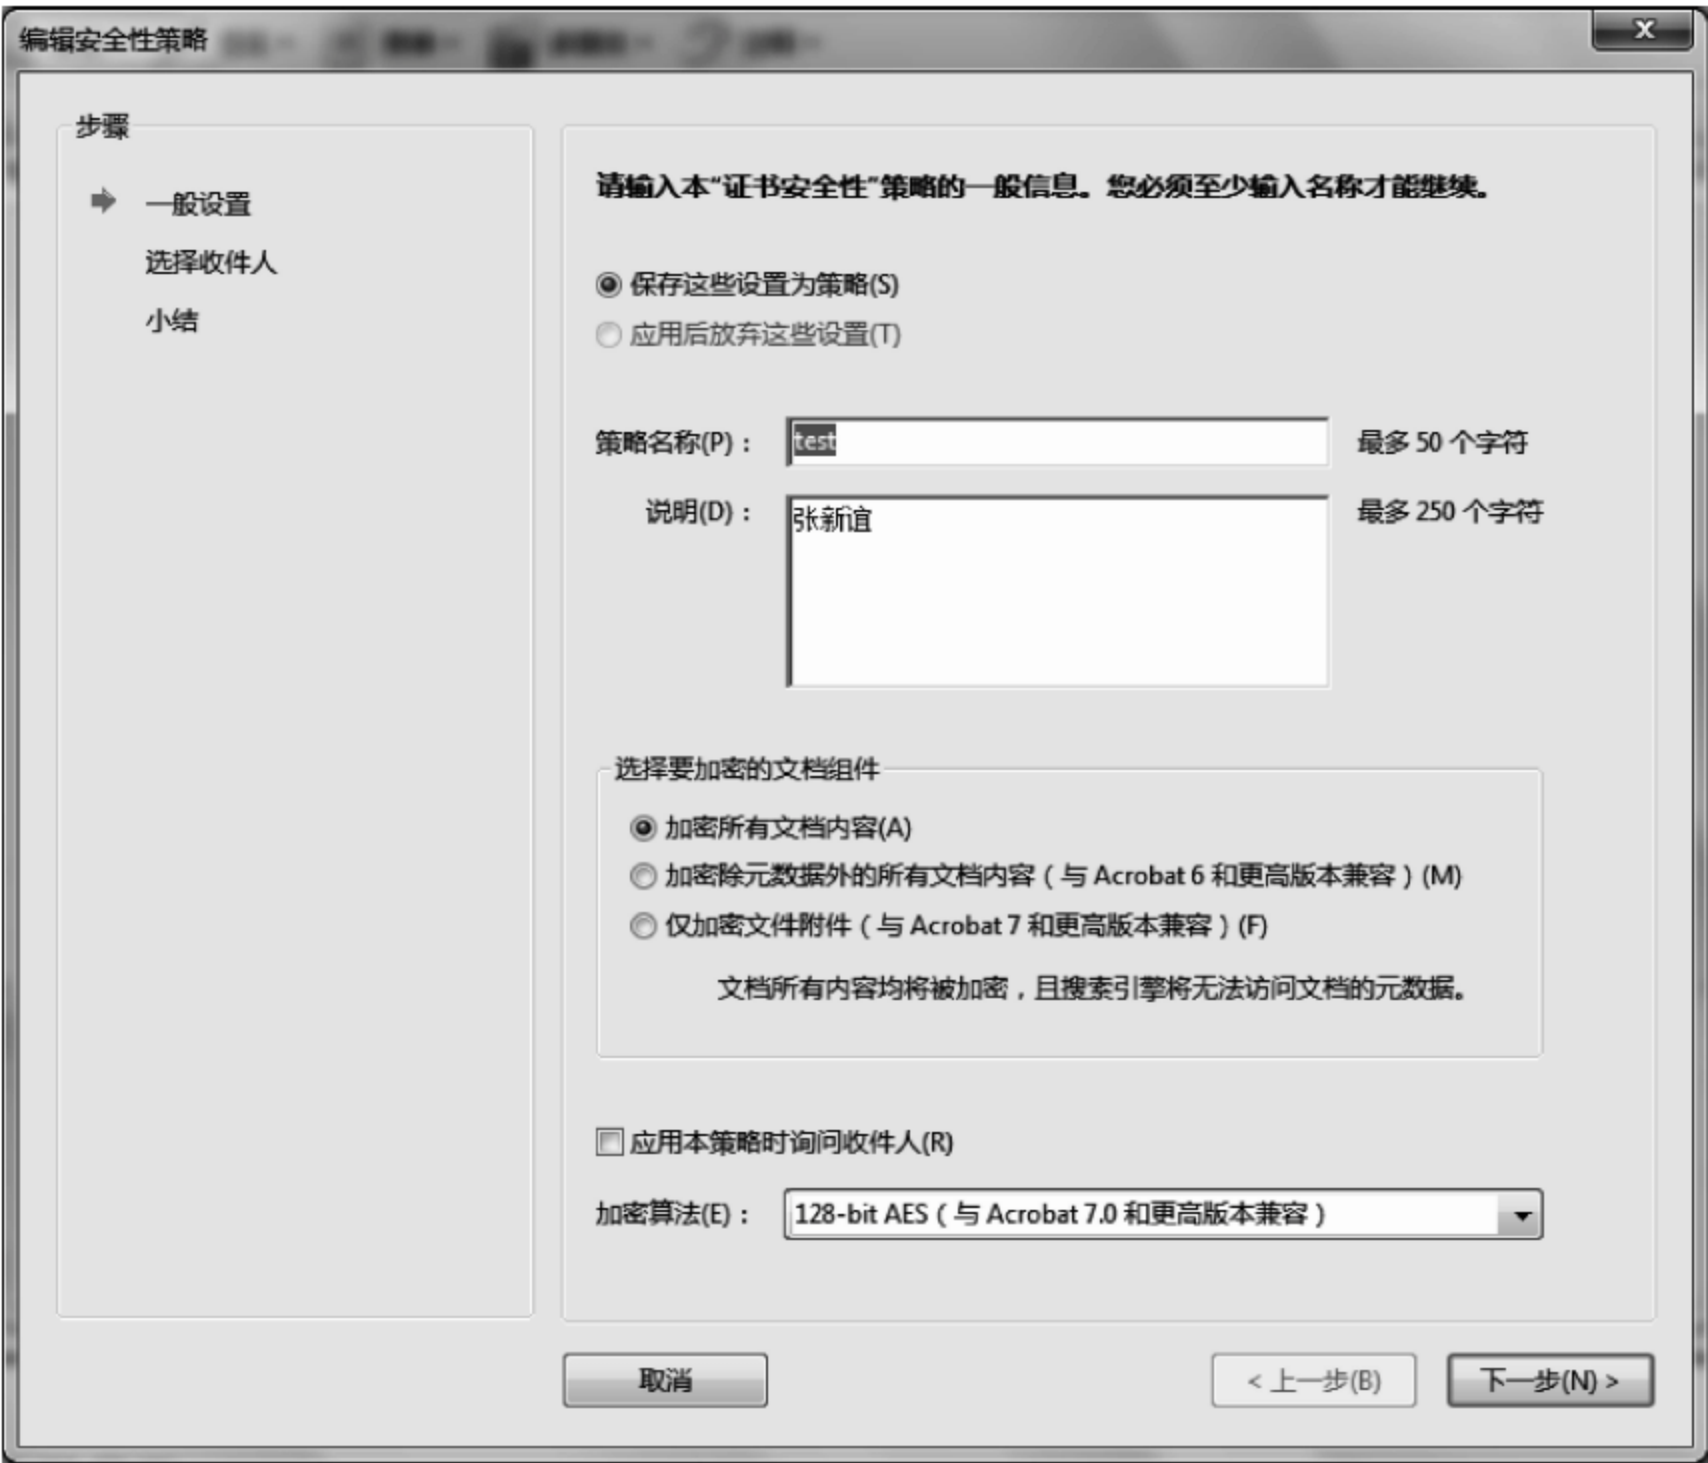 编辑安全性策略
X
步骤
一般设置
选择收件人
小结
请输入本“证书安全性”策略的一般信息。您必须至少输入名称才能继续。
保存这些设置为策略(S)
应用后放弃这些设置(T)
策略名称(P)： test 最多 50 个字符
说明(D)： 张新谊 最多 250 个字符
选择要加密的文档组件
加密所有文档内容(A)
加密除元数据外的所有文档内容（与 Acrobat 6 和更高版本兼容）(M)
仅加密文件附件（与 Acrobat 7 和更高版本兼容）(F)
文档所有内容均将被加密，且搜索引擎将无法访问文档的元数据。
应用本策略时询问收件人(R)
加密算法(E)： 128-bit AES（与 Acrobat 7.0 和更高版本兼容）
取消 < 上一步(B) 下一步(N) >